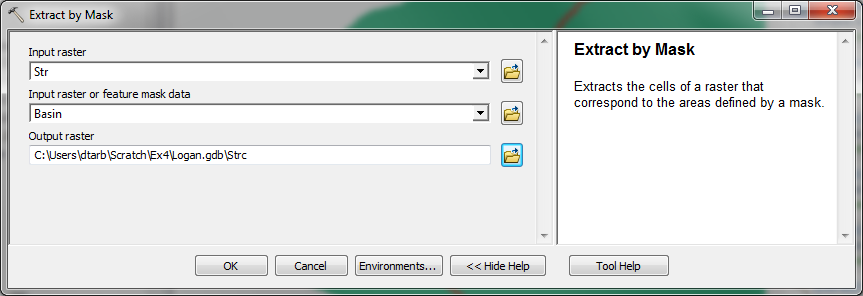 Extract by Mask
Input raster
Str
Input raster or feature mask data
Basin
Output raster
C:\Users\dtarb\Scratch\Ex4\Logan.gdb\Strc
Extract by Mask
Extracts the cells of a raster that
correspond to the areas defined by a mask.
OK
Cancel
Environments...
<< Hide Help
Tool Help